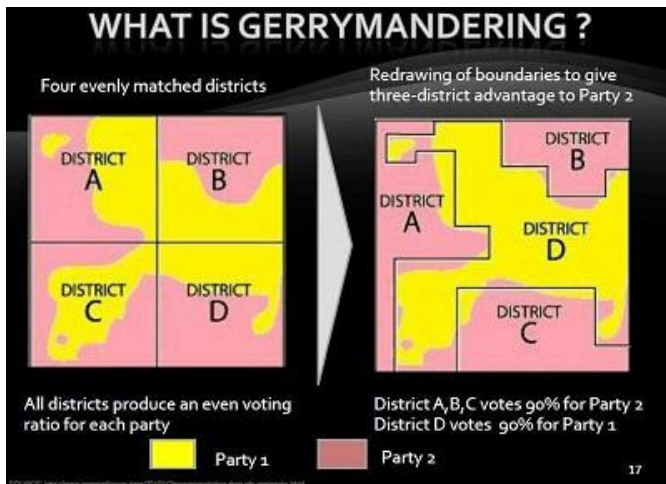 WHAT IS GERRYMANDERING ?
Four evenly matched districts
Redrawing of boundaries to give
three-district advantage to Party 2
DISTRICT
A
DISTRICT
B
DISTRICT
C
DISTRICT
D
DISTRICT
B
DISTRICT
A
DISTRICT
D
DISTRICT
C
All districts produce an even voting
ratio for each party
District A,B,C votes 90% for Party 2
District D votes 90% for Party 1
Party 1
Party 2
17